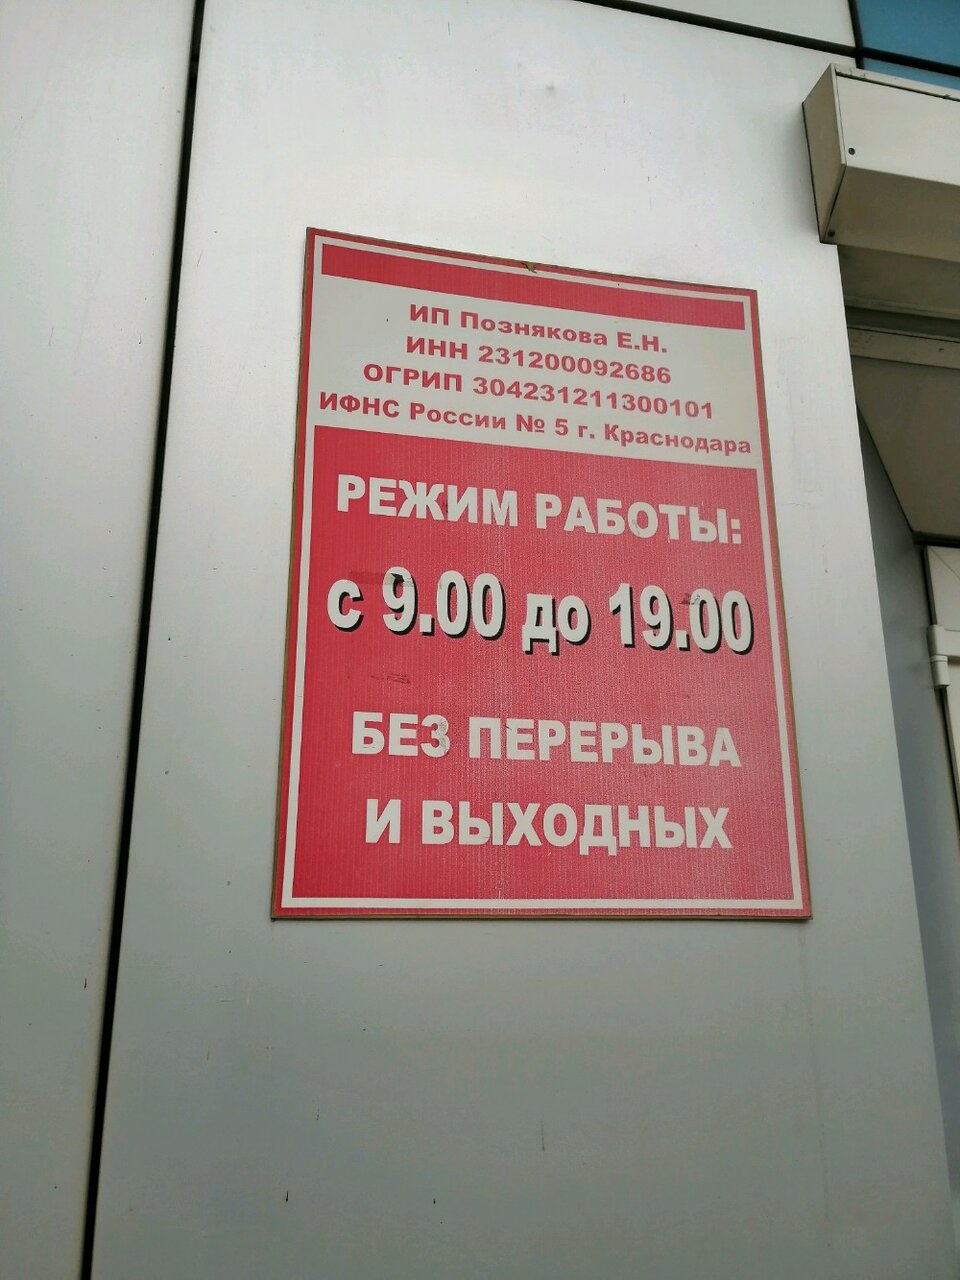 ИП Познякова Е.Н.
ИНН 231200092686
ОГРИП 304231211300101
ИФНС России № 5 г. Краснодара
РЕЖИМ РАБОТЫ:
с 9.00 до 19.00
БЕЗ ПЕРЕРЫВА
И ВЫХОДНЫХ